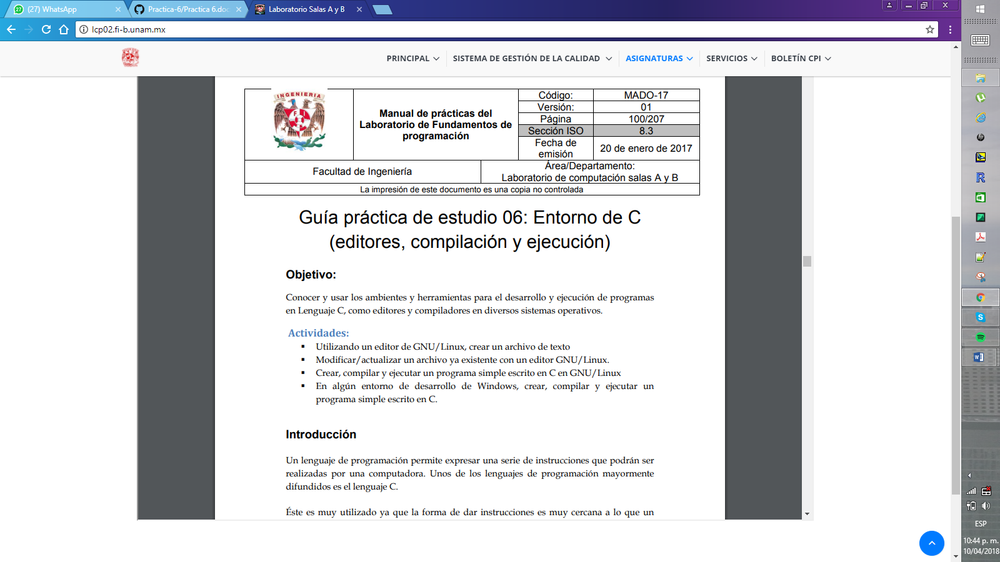 (27) WhatsApp
Practica-6/Practica 6.doc
Laboratorio Salas A y B
lcp02.fi-b.unam.mx
PRINCIPAL
SISTEMA DE GESTIÓN DE LA CALIDAD
ASIGNATURAS
SERVICIOS
BOLETÍN CPI
INGENIERIA
F I
Manual de prácticas del
Laboratorio de Fundamentos de
programación
Código:
MADO-17
Versión:
01
Página
100/207
Sección ISO
8.3
Fecha de
emisión
20 de enero de 2017
Facultad de Ingeniería
Área/Departamento:
Laboratorio de computación salas A y B
La impresión de este documento es una copia no controlada
Guía práctica de estudio 06: Entorno de C
(editores, compilación y ejecución)
Objetivo:
Conocer y usar los ambientes y herramientas para el desarrollo y ejecución de programas
en Lenguaje C, como editores y compiladores en diversos sistemas operativos.
Actividades:
Utilizando un editor de GNU/Linux, crear un archivo de texto
Modificar/actualizar un archivo ya existente con un editor GNU/Linux.
Crear, compilar y ejecutar un programa simple escrito en C en GNU/Linux
En algún entorno de desarrollo de Windows, crear, compilar y ejecutar un
programa simple escrito en C.
Introducción
Un lenguaje de programación permite expresar una serie de instrucciones que podrán ser
realizadas por una computadora. Unos de los lenguajes de programación mayormente
difundidos es el lenguaje C.
Éste es muy utilizado ya que la forma de dar instrucciones es muy cercana a lo que un
ESP
10:44 p. m.
10/04/2018